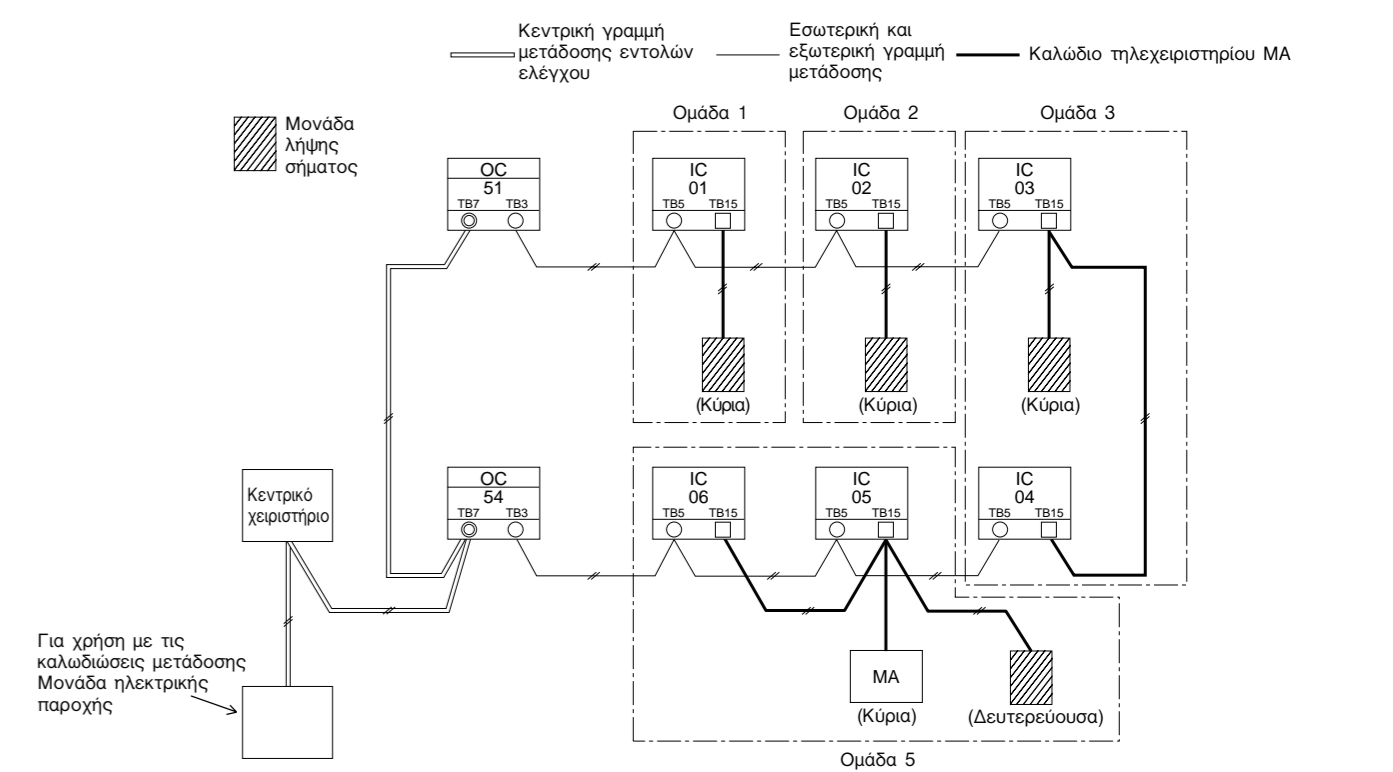 Κεντρική γραμμή
μετάδοσης εντολών
ελέγχου
Εσωτερική και
εξωτερική γραμμή
μετάδοσης
Καλώδιο τηλεχειριστηρίου MA
Μονάδα
λήψης
σήματος
Ομάδα 1
Ομάδα 2
Ομάδα 3
OC
51
TB7 TB3
IC
01
TB5 TB15
IC
02
TB5 TB15
IC
03
TB5 TB15
(Κύρια)
(Κύρια)
(Κύρια)
Κεντρικό
χειριστήριο
OC
54
TB7 TB3
IC
06
TB5 TB15
IC
05
TB5 TB15
IC
04
TB5 TB15
Για χρήση με τις
καλωδιώσεις μετάδοσης
Μονάδα ηλεκτρικής
παροχής
MA
(Κύρια)
(Δευτερεύουσα)
Ομάδα 5